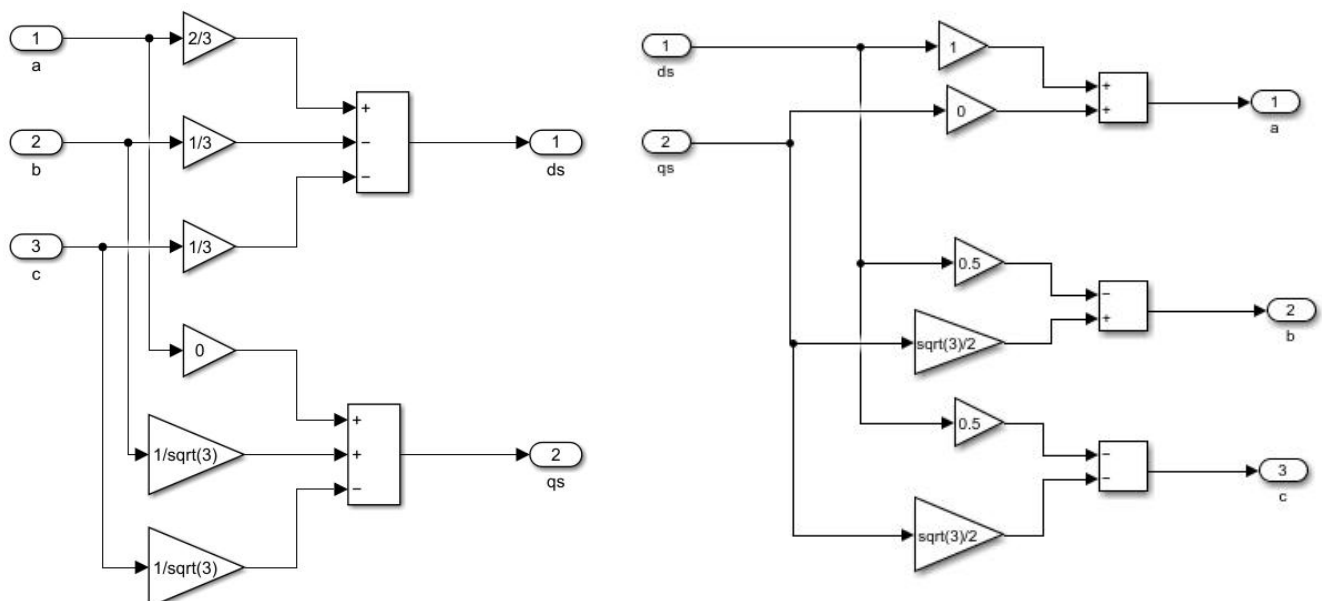 1
a
2/3
+
2
b
1/3
−
1
ds
−
3
c
1/3
0
+
1/sqrt(3)
+
2
qs
−
1/sqrt(3)
1
ds
1
+
2
qs
0
+
1
a
0.5
−
2
b
sqrt(3)/2
+
0.5
−
3
c
−
sqrt(3)/2